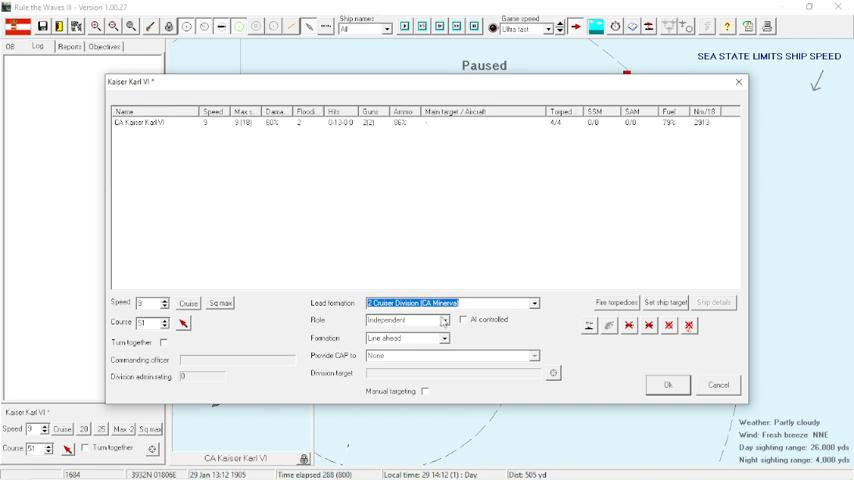 Rule the Waves III - Version 1.00.27
Ship names:
All
Game speed
Ultra fast
OB Log Reports Objectives
Paused
SEA STATE LIMITS SHIP SPEED
Kaiser Karl VI *
Name Speed Max s... Dama... Flood... Hits Guns Ammo Main target / Aircraft Torped... SSM SAM Fuel Nm/18
CA Kaiser Karl VI 9 9 (18) 60% 2 0-13-0-0 2(2) 86% - 4/4 0/0 0/0 79% 2913
Speed 9 Cruise Sq max
Course 51
Turn together
Commanding officer
Division admin rating 0
Lead formation 2 Cruiser Division (CA Minerva)
Role Independent AI controlled
Formation Line ahead
Provide CAP to None
Division target
Manual targeting
Fire torpedoes Set ship target Ship details
Ok Cancel
Kaiser Karl VI *
Speed 9 Cruise 20 25 Max -2 Sq max
Course 51 Turn together
CA Kaiser Karl VI
Weather: Partly cloudy
Wind: Fresh breeze NNE
Day sighting range: 26,000 yds
Night sighting range: 4,000 yds
1684 3932N 01806E 29 Jan 13:12 1905 Time elapsed 288 (800) Local time: 29 14:12 (1) : Day Dist: 505 yd